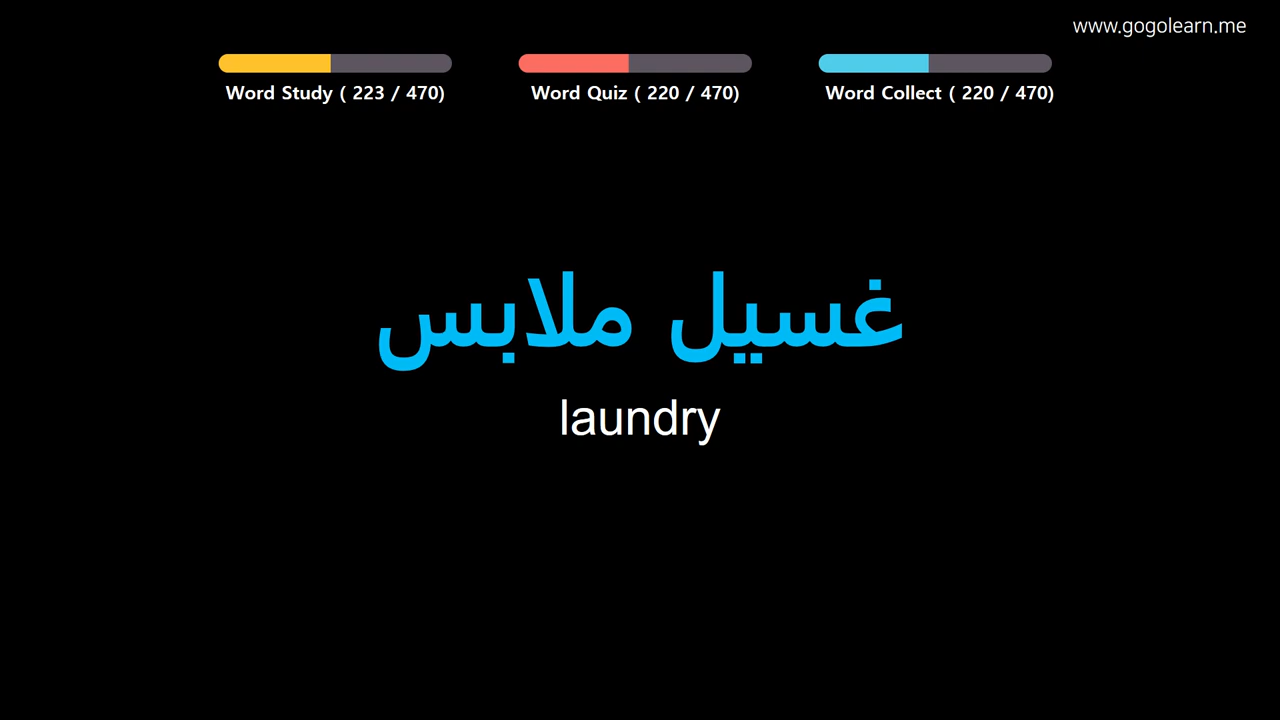 www.gogolearn.me
Word Study ( 223 / 470)
Word Quiz ( 220 / 470)
Word Collect ( 220 / 470)
غسيل ملابس
laundry